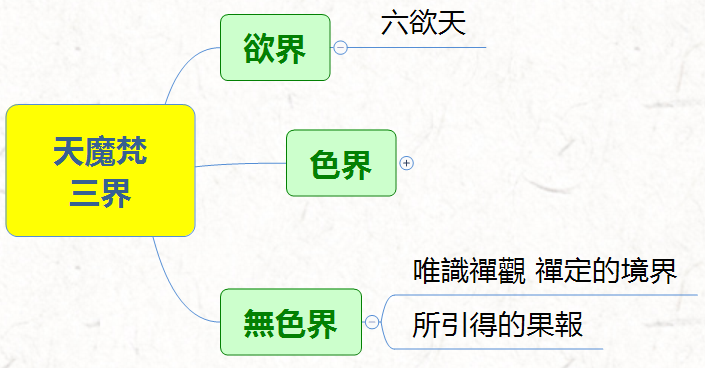 天魔梵
三界
欲界
六欲天
色界
無色界
唯識禪觀 禪定的境界
所引得的果報